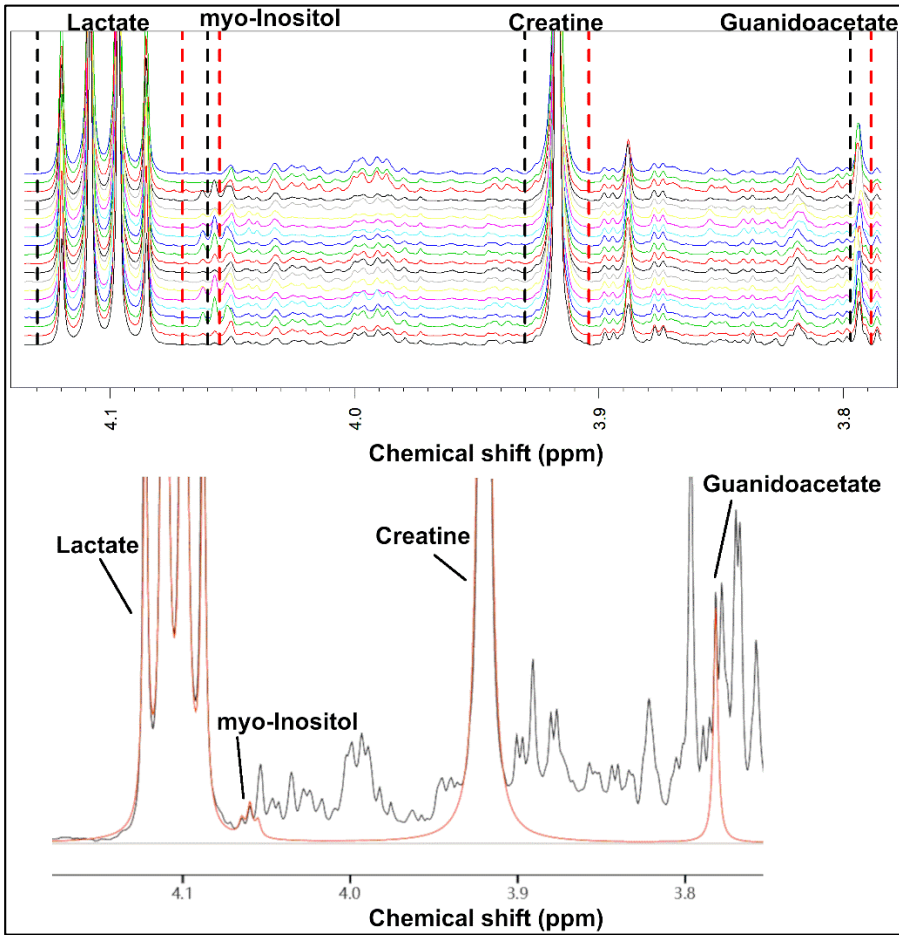 Lactate myo-Inositol Creatine Guanidoacetate
4.1 4.0 3.9 3.8
Chemical shift (ppm)
Guanidoacetate
Lactate
Creatine
myo-Inositol
4.1 4.0 3.9 3.8
Chemical shift (ppm)